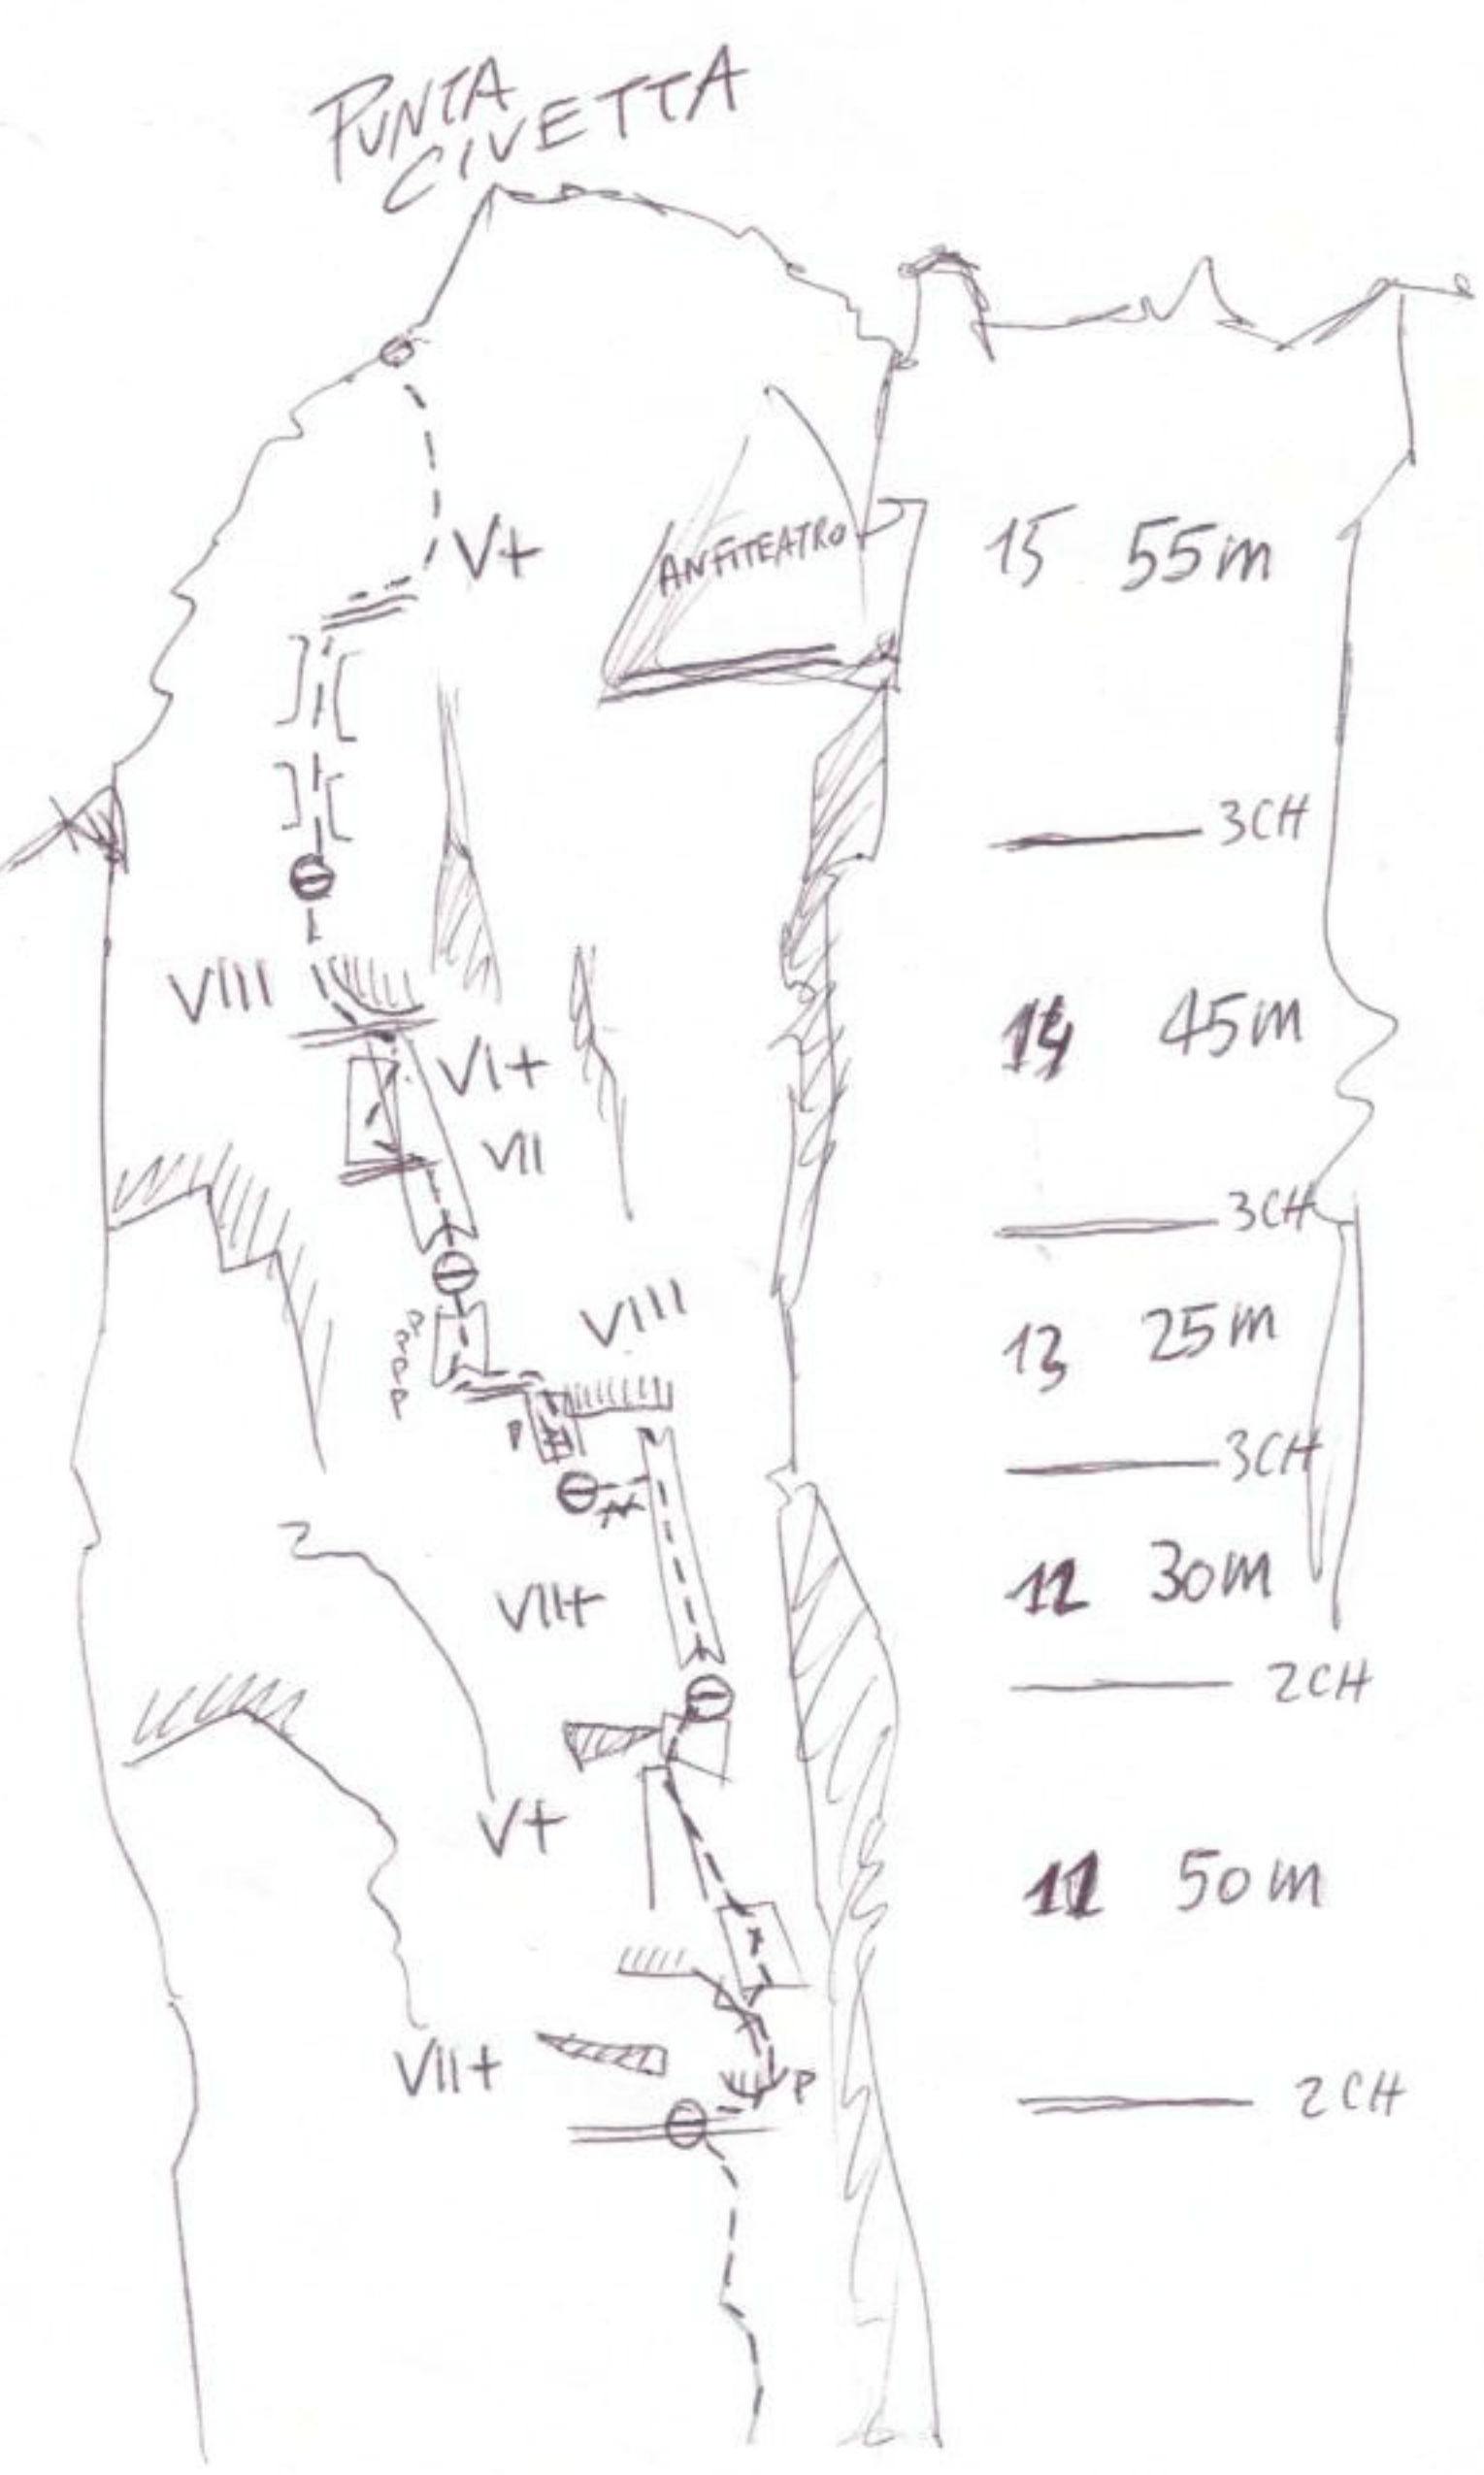 PUNTA
CIVETTA
ANFITEATRO
V+
15 55m
3CH
VIII
14 45m
VI+
VII
3CH
VIII
13 25m
P
P
P
P
P
3CH
12 30m
VII+
2CH
V+
11 50m
VII+
P
2CH